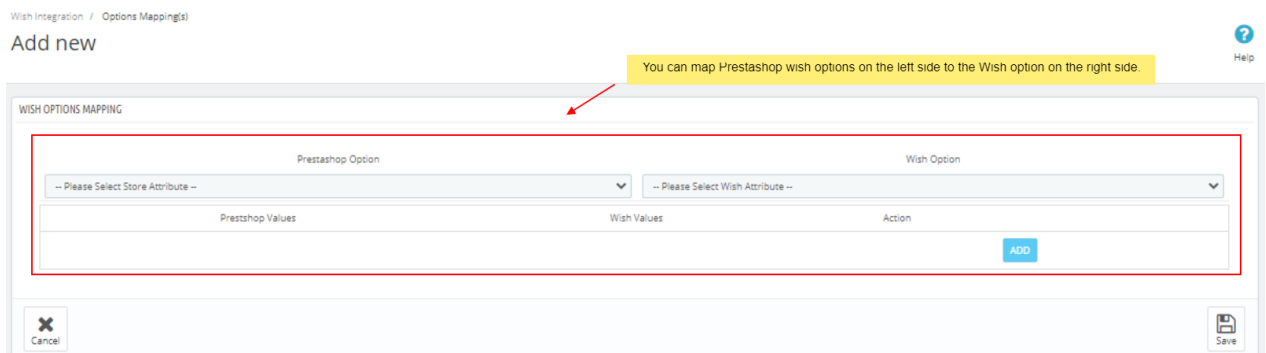 Wish Integration / Options Mapping(s)
Add new
Help
You can map Prestashop wish options on the left side to the Wish option on the right side.
WISH OPTIONS MAPPING
Prestashop Option Wish Option
-- Please Select Store Attribute -- -- Please Select Wish Attribute --
Prestshop Values Wish Values Action
ADD
Cancel Save